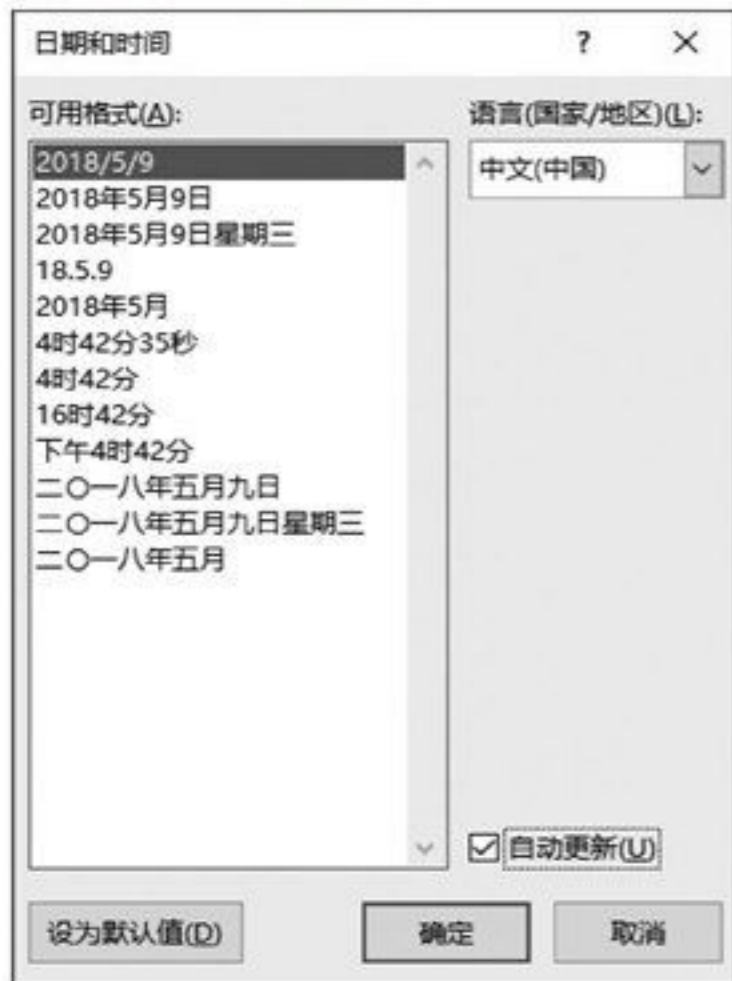 日期和时间
可用格式(A):
2018/5/9
2018年5月9日
2018年5月9日星期三
18.5.9
2018年5月
4时42分35秒
4时42分
16时42分
下午4时42分
二〇一八年五月九日
二〇一八年五月九日星期三
二〇一八年五月
语言(国家/地区)(L):
中文(中国)
自动更新(U)
设为默认值(D)
确定
取消